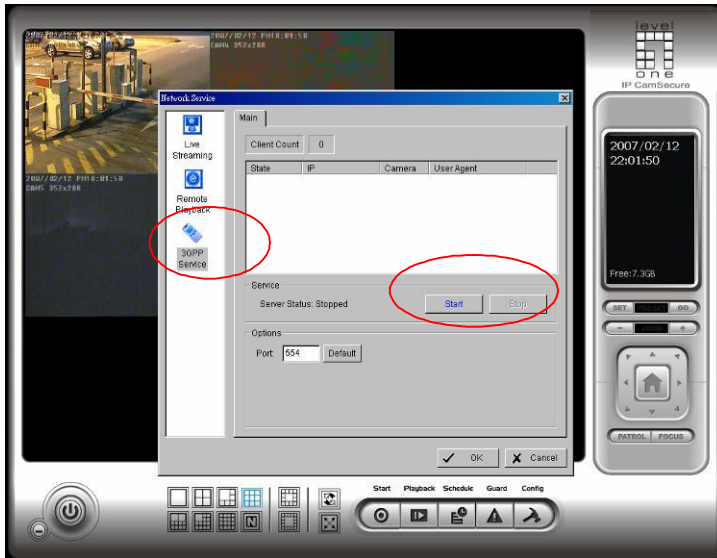 2007/02/12 PM10:01:50
CAM4 352x288
2007/02/12 PM10:01:50
CAM5 352x288
level
one
IP CamSecure
2007/02/12
22:01:50
Free:7.3GB
SET PRESET GO
- ZOOM +
PATROL FOCUS
Network Service
Live
Streaming
Remote
Playback
3GPP
Service
Main
Client Count 0
State IP Camera User Agent
Service
Server Status: Stopped Start Stop
Options
Port 554 Default
OK Cancel
Start Playback Schedule Guard Config
N